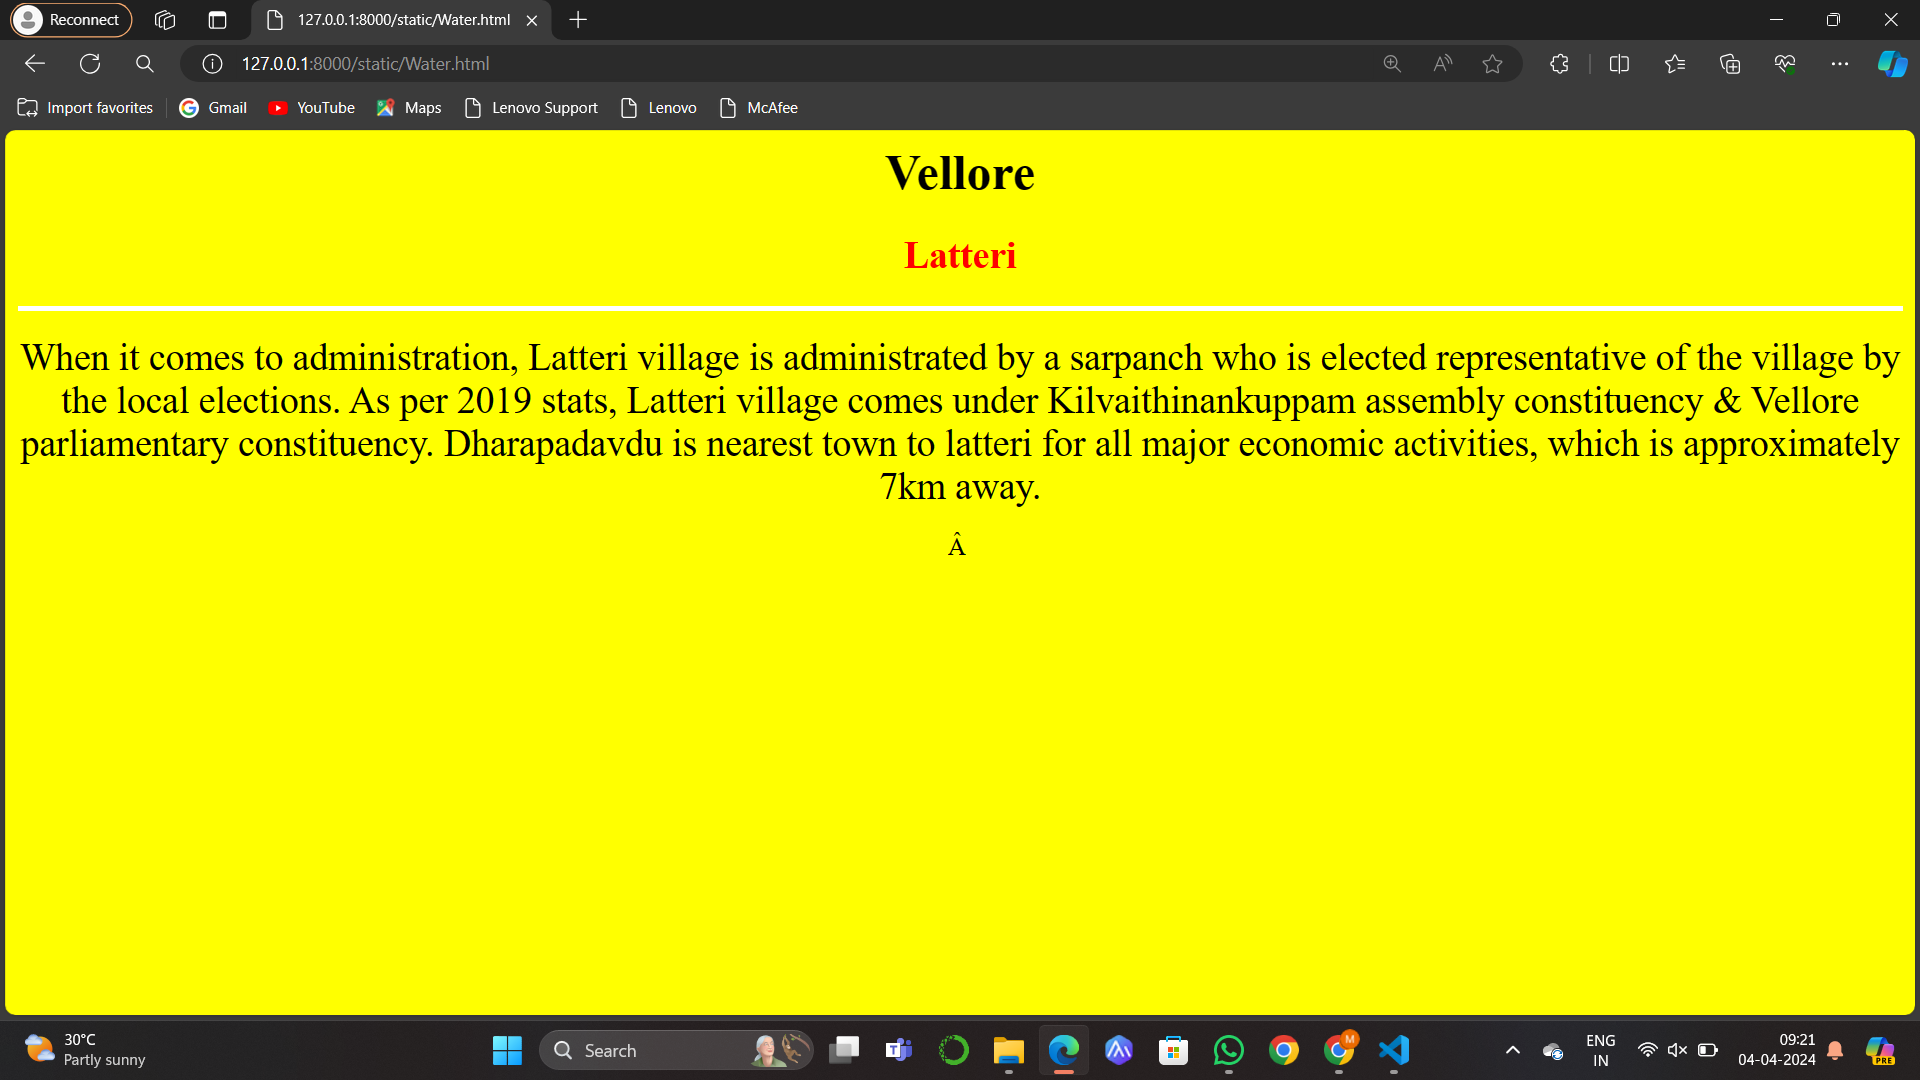 Reconnect
127.0.0.1:8000/static/Water.html
127.0.0.1:8000/static/Water.html
Import favorites
Gmail
YouTube
Maps
Lenovo Support
Lenovo
McAfee
Vellore
Latteri
When it comes to administration, Latteri village is administrated by a sarpanch who is elected representative of the village by
the local elections. As per 2019 stats, Latteri village comes under Kilvaithinankuppam assembly constituency & Vellore
parliamentary constituency. Dharapadavdu is nearest town to latteri for all major economic activities, which is approximately
7km away.
Â
30°C
Partly sunny
Search
M
ENG
IN
09:21
04-04-2024
PRE